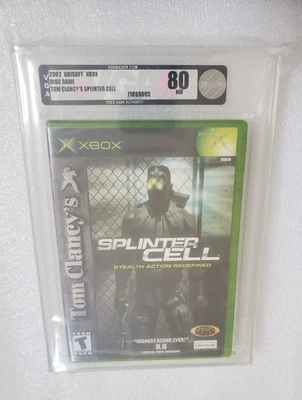 VGGRADER.COM
VGA
2002 UBISOFT XBOX
DISC GAME
TOM CLANCY'S SPLINTER CELL
80
NM
VIDEO GAME AUTHORITY
XBOX
Tom Clancy's
SPLINTER
CELL
STEALTH ACTION REDEFINED
TEEN
T
"HIGHEST SCORE EVER!"
9.6